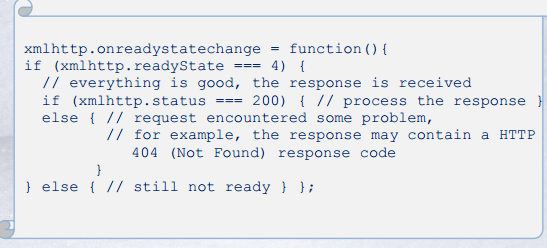 xmlhttp.onreadystatechange = function(){
if (xmlhttp.readyState === 4) {
// everything is good, the response is received
if (xmlhttp.status === 200) { // process the response }
else { // request encountered some problem,
// for example, the response may contain a HTTP
404 (Not Found) response code
}
} else { // still not ready } };